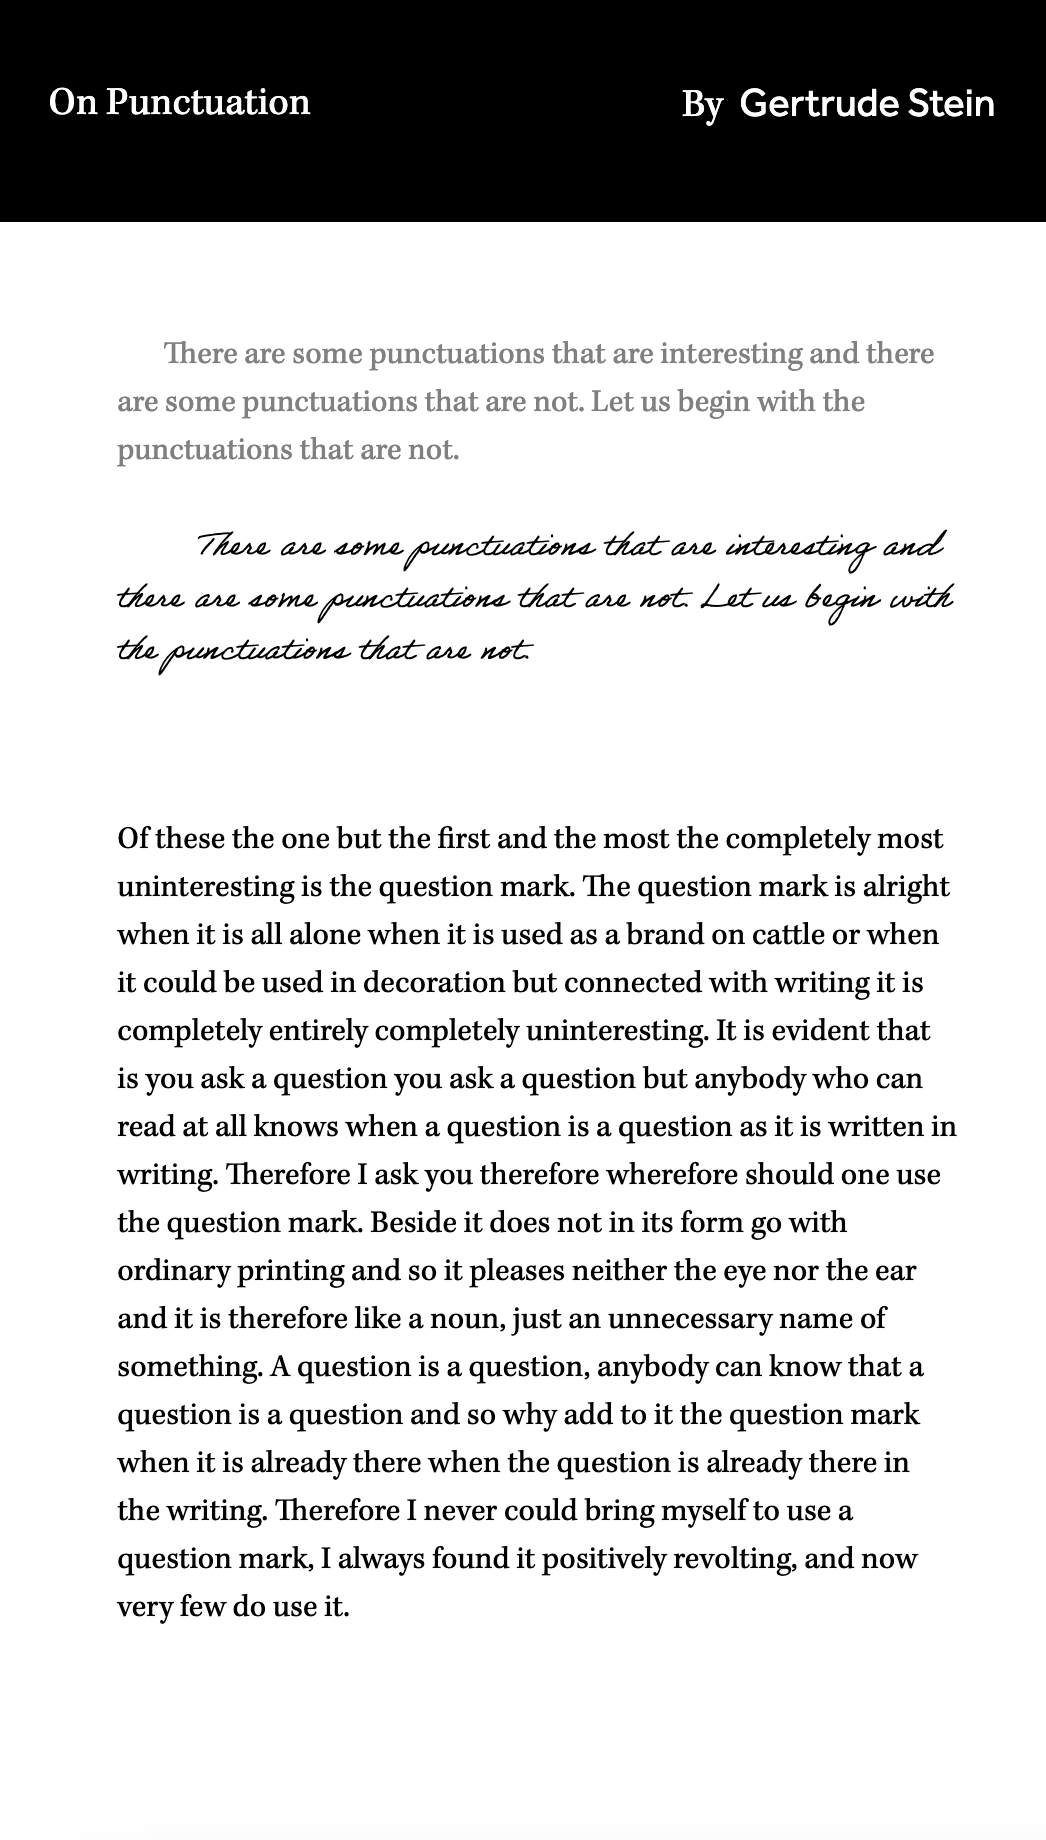 On Punctuation By Gertrude Stein
There are some punctuations that are interesting and there
are some punctuations that are not. Let us begin with the
punctuations that are not.
There are some punctuations that are interesting and
there are some punctuations that are not. Let us begin with
the punctuations that are not.
Of these the one but the first and the most the completely most
uninteresting is the question mark. The question mark is alright
when it is all alone when it is used as a brand on cattle or when
it could be used in decoration but connected with writing it is
completely entirely completely uninteresting. It is evident that
is you ask a question you ask a question but anybody who can
read at all knows when a question is a question as it is written in
writing. Therefore I ask you therefore wherefore should one use
the question mark. Beside it does not in its form go with
ordinary printing and so it pleases neither the eye nor the ear
and it is therefore like a noun, just an unnecessary name of
something. A question is a question, anybody can know that a
question is a question and so why add to it the question mark
when it is already there when the question is already there in
the writing. Therefore I never could bring myself to use a
question mark, I always found it positively revolting, and now
very few do use it.